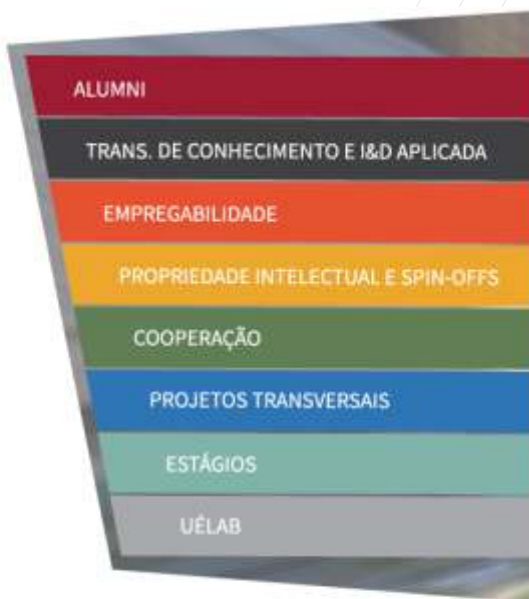 ALUMNI
TRANS. DE CONHECIMENTO E I&D APLICADA
EMPREGABILIDADE
PROPRIEDADE INTELECTUAL E SPIN-OFFS
COOPERAÇÃO
PROJETOS TRANSVERSAIS
ESTÁGIOS
UÉLAB